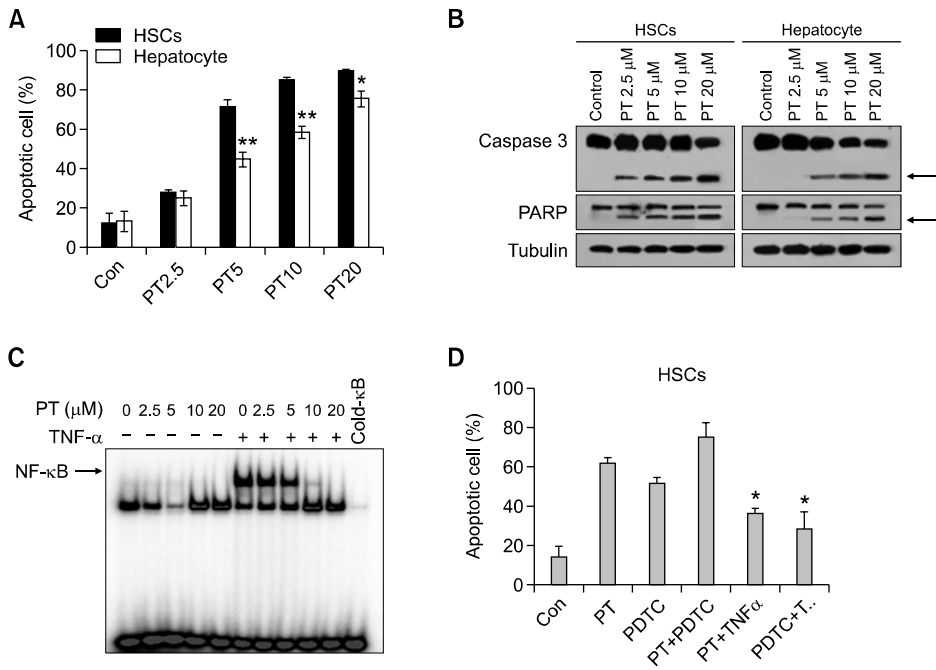 A
HSCs
Hepatocyte
Apoptotic cell (%)
100
80
60
40
20
0
**
**
*
Con
PT2.5
PT5
PT10
PT20
B
HSCs
Hepatocyte
Control
PT 2.5 μM
PT 5 μM
PT 10 μM
PT 20 μM
Control
PT 2.5 μM
PT 5 μM
PT 10 μM
PT 20 μM
Caspase 3
PARP
Tubulin
C
PT (μM) 0 2.5 5 10 20 0 2.5 5 10 20 Cold-κB
TNF-α − − − − − + + + + +
NF-κB
D
HSCs
Apoptotic cell (%)
100
80
60
40
20
0
*
*
Con
PT
PDTC
PT+PDTC
PT+TNFα
PDTC+T..